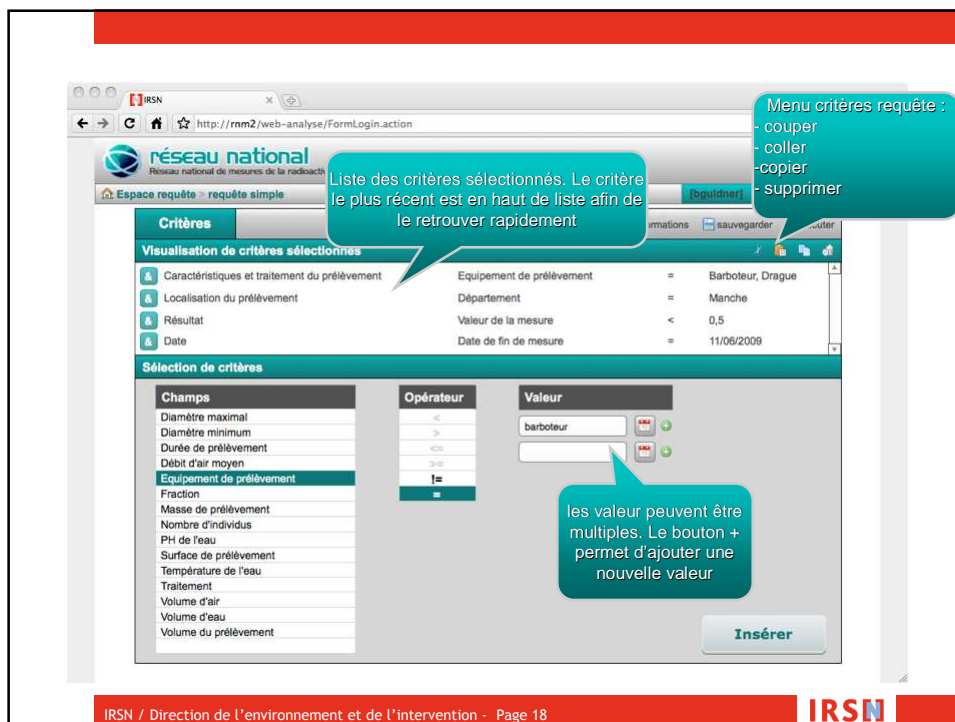 IRSN
http://rnm2/web-analyse/FormLogin.action
Menu critères requête :
- couper
- coller
-copier
- supprimer
réseau national
Réseau national de mesures de la
Liste des critères sélectionnés. Le critère
le plus récent est en haut de liste afin de
le retrouver rapidement
Espace requête > requête simple
[bguldner]
Critères
sauvegarder
Visualisation de critères sélectionnés
& Caractéristiques et traitement du prélèvement Equipement de prélèvement = Barboteur, Drague
& Localisation du prélèvement Département = Manche
& Résultat Valeur de la mesure < 0,5
& Date Date de fin de mesure = 11/06/2009
Sélection de critères
Champs Opérateur Valeur
Diamètre maximal <
Diamètre minimum >
Durée de prélèvement <=
Débit d'air moyen >=
Equipement de prélèvement !=
Fraction =
Masse de prélèvement
Nombre d'individus
PH de l'eau
Surface de prélèvement
Température de l'eau
Traitement
Volume d'air
Volume d'eau
Volume du prélèvement
barboteur
les valeur peuvent être
multiples. Le bouton +
permet d'ajouter une
nouvelle valeur
Insérer
IRSN / Direction de l'environnement et de l'intervention - Page 18
IRSN